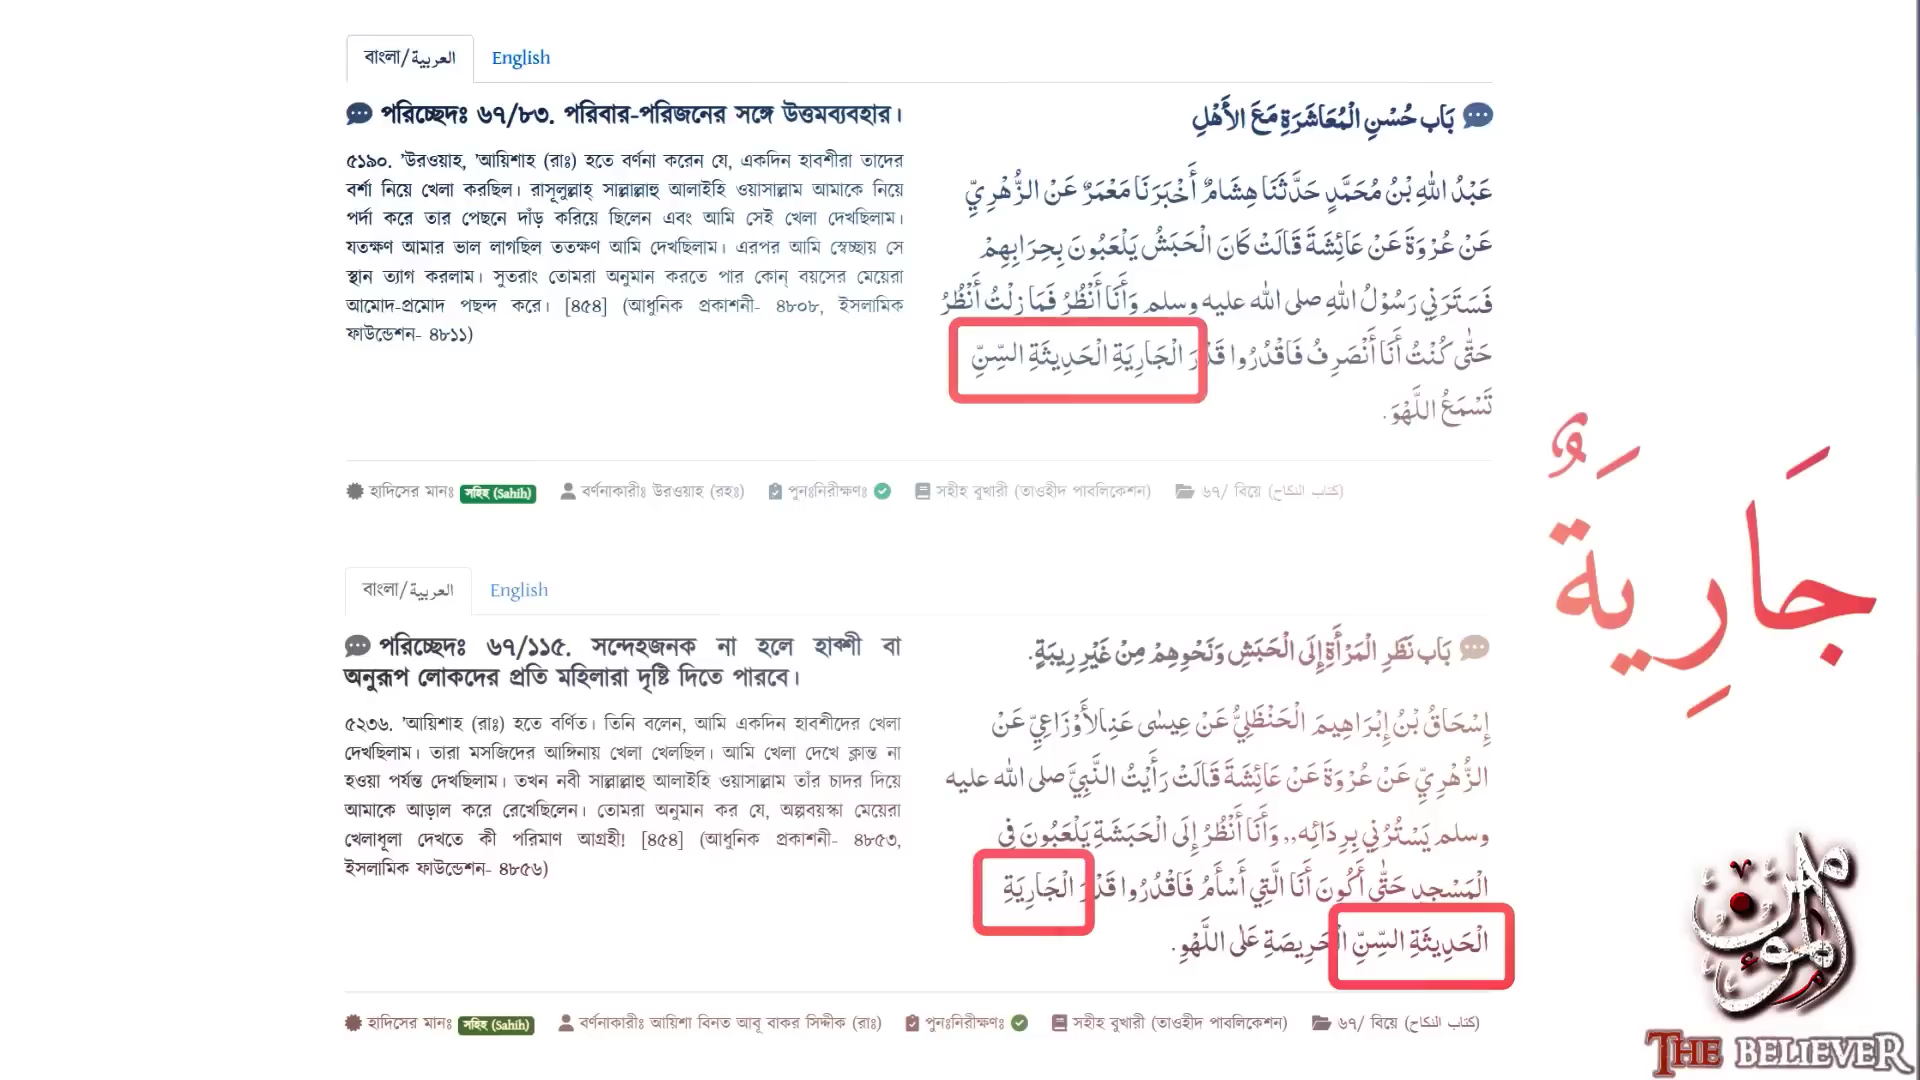 বাংলা/العربية English
পরিচ্ছেদঃ ৬৭/৮৩. পরিবার-পরিজনের সঙ্গে উত্তমব্যবহার।
৫১৯০. ’উরওয়াহ, ’আয়িশাহ (রাঃ) হতে বর্ণনা করেন যে, একদিন হাবশীরা তাদের
বর্শা নিয়ে খেলা করছিল। রাসূলুল্লাহ্ সাল্লাল্লাহু আলাইহি ওয়াসাল্লাম আমাকে নিয়ে
পর্দা করে তার পেছনে দাঁড় করিয়ে ছিলেন এবং আমি সেই খেলা দেখছিলাম।
যতক্ষণ আমার ভাল লাগছিল ততক্ষণ আমি দেখছিলাম। এরপর আমি স্বেচ্ছায় সে
স্থান ত্যাগ করলাম। সুতরাং তোমরা অনুমান করতে পার কোন্ বয়সের মেয়েরা
আমোদ-প্রমোদ পছন্দ করে। [৪৫৪] (আধুনিক প্রকাশনী- ৪৮০৮, ইসলামিক
ফাউন্ডেশন- ৪৮১১)
بَاب حُسْنِ الْمُعَاشَرَةِ مَعَ الأَهْلِ
عَبْدُ اللهِ بْنُ مُحَمَّدٍ حَدَّثَنَا هِشَامٌ أَخْبَرَنَا مَعْمَرٌ عَنْ الزُّهْرِيِّ
عَنْ عُرْوَةَ عَنْ عَائِشَةَ قَالَتْ كَانَ الْحَبَشُ يَلْعَبُونَ بِحِرَابِهِمْ
فَسَتَرَنِي رَسُوْلُ اللهِ صلى الله عليه وسلم وَأَنَا أَنْظُرُ فَمَا زِلْتُ أَنْظُرُ
حَتّٰى كُنْتُ أَنَا أَنْصَرِفُ فَاقْدُرُوا قَدْرَ الْجَارِيَةِ الْحَدِيثَةِ السِّنِّ
تَسْمَعُ اللَّهْوَ.
হাদিসের মানঃ সহিহ (Sahih) বর্ণনাকারীঃ উরওয়াহ (রহঃ) পুনঃনিরীক্ষণঃ সহীহ বুখারী (তাওহীদ পাবলিকেশন) ৬৭/ বিয়ে (كتاب النكاح)
جَارِيَةٌ
বাংলা/العربية English
পরিচ্ছেদঃ ৬৭/১১৫. সন্দেহজনক না হলে হাব্শী বা
অনুরূপ লোকদের প্রতি মহিলারা দৃষ্টি দিতে পারবে।
৫২৩৬. ’আয়িশাহ (রাঃ) হতে বর্ণিত। তিনি বলেন, আমি একদিন হাবশীদের খেলা
দেখছিলাম। তারা মসজিদের আঙ্গিনায় খেলা খেলছিল। আমি খেলা দেখে ক্লান্ত না
হওয়া পর্যন্ত দেখছিলাম। তখন নবী সাল্লাল্লাহু আলাইহি ওয়াসাল্লাম তাঁর চাদর দিয়ে
আমাকে আড়াল করে রেখেছিলেন। তোমরা অনুমান কর যে, অল্পবয়স্কা মেয়েরা
খেলাধূলা দেখতে কী পরিমাণ আগ্রহী! [৪৫৪] (আধুনিক প্রকাশনী- ৪৮৫৩,
ইসলামিক ফাউন্ডেশন- ৪৮৫৬)
بَاب نَظَرِ الْمَرْأَةِ إِلَى الْحَبَشِ وَنَحْوِهِمْ مِنْ غَيْرِ رِيبَةٍ.
إِسْحَاقُ بْنُ إِبْرَاهِيمَ الْحَنْظَلِيُّ عَنْ عِيسٰى عَنِ الأَوْزَاعِيِّ عَنْ
الزُّهْرِيِّ عَنْ عُرْوَةَ عَنْ عَائِشَةَ قَالَتْ رَأَيْتُ النَّبِيَّ صلى الله عليه
وسلم يَسْتُرُنِي بِرِدَائِه„ وَأَنَا أَنْظُرُ إِلَى الْحَبَشَةِ يَلْعَبُونَ فِي
الْمَسْجِدِ حَتّٰى أَكُونَ أَنَا الَّتِي أَسْأَمُ فَاقْدُرُوا قَدْرَ الْجَارِيَةِ
الْحَدِيثَةِ السِّنِّ الْحَرِيصَةِ عَلَى اللَّهْوِ.
হাদিসের মানঃ সহিহ (Sahih) বর্ণনাকারীঃ আয়িশা বিনত আবূ বাকর সিদ্দীক (রাঃ) পুনঃনিরীক্ষণঃ সহীহ বুখারী (তাওহীদ পাবলিকেশন) ৬৭/ বিয়ে (كتاب النكاح)
المؤمن
THE BELIEVER